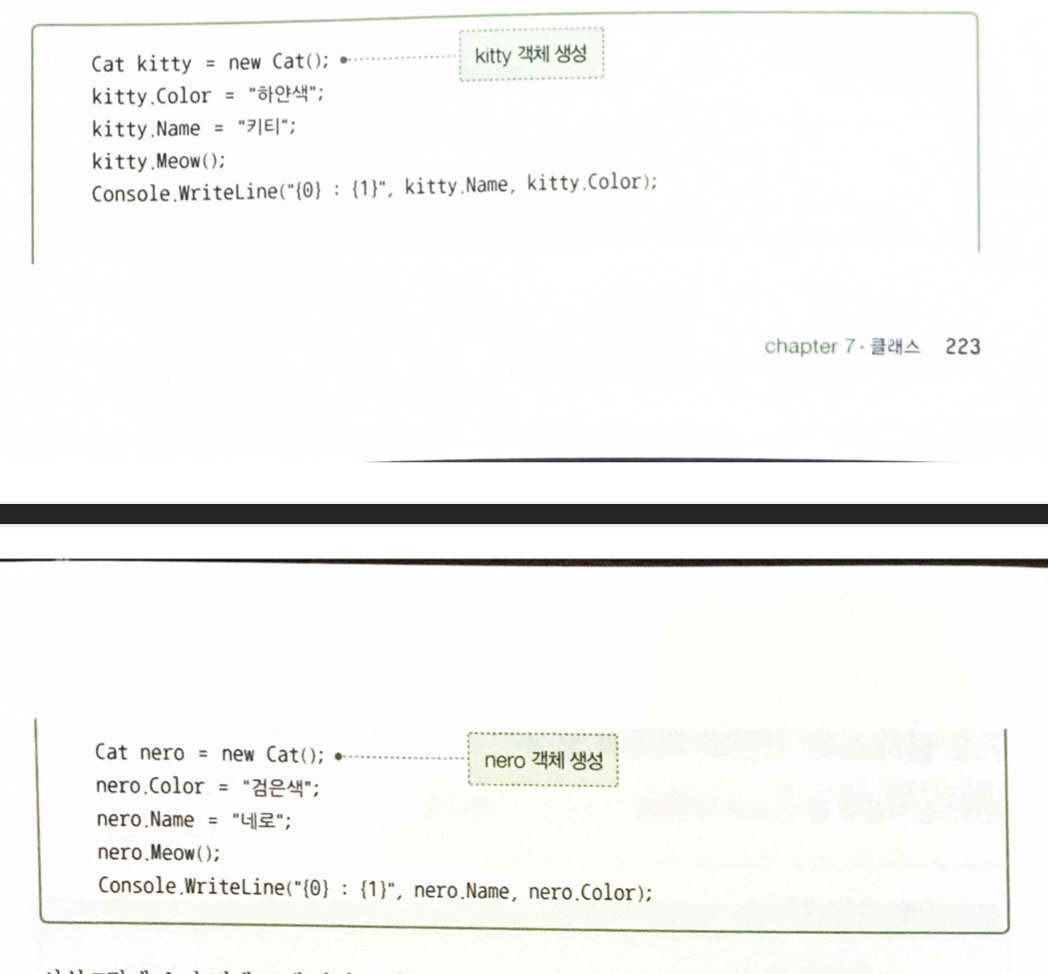 Cat kitty = new Cat(); kitty 객체 생성
kitty.Color = "하얀색";
kitty.Name = "키티";
kitty.Meow();
Console.WriteLine("{0} : {1}", kitty.Name, kitty.Color);
chapter 7 · 클래스 223
Cat nero = new Cat(); nero 객체 생성
nero.Color = "검은색";
nero.Name = "네로";
nero.Meow();
Console.WriteLine("{0} : {1}", nero.Name, nero.Color);